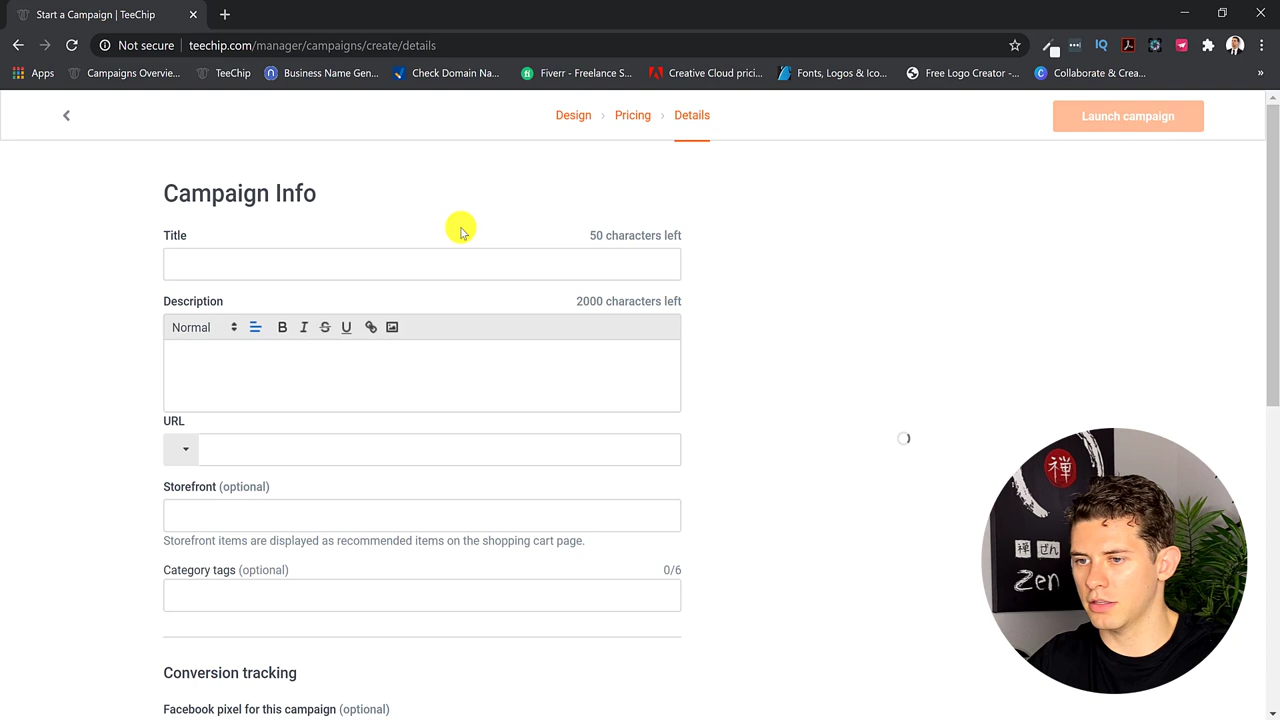 Start a Campaign | TeeChip
Not secure
teechip.com/manager/campaigns/create/details
IQ
Apps
Campaigns Overvie...
TeeChip
Business Name Gen...
Check Domain Na...
Fiverr - Freelance S...
Creative Cloud prici...
Fonts, Logos & Ico...
Free Logo Creator -...
Collaborate & Crea...
»
Design
Pricing
Details
Launch campaign
Campaign Info
Title
50 characters left
Description
2000 characters left
Normal
B I S U
URL
Storefront (optional)
Storefront items are displayed as recommended items on the shopping cart page.
Category tags (optional)
0/6
Conversion tracking
Facebook pixel for this campaign (optional)
禅
禅 ぜん
zen